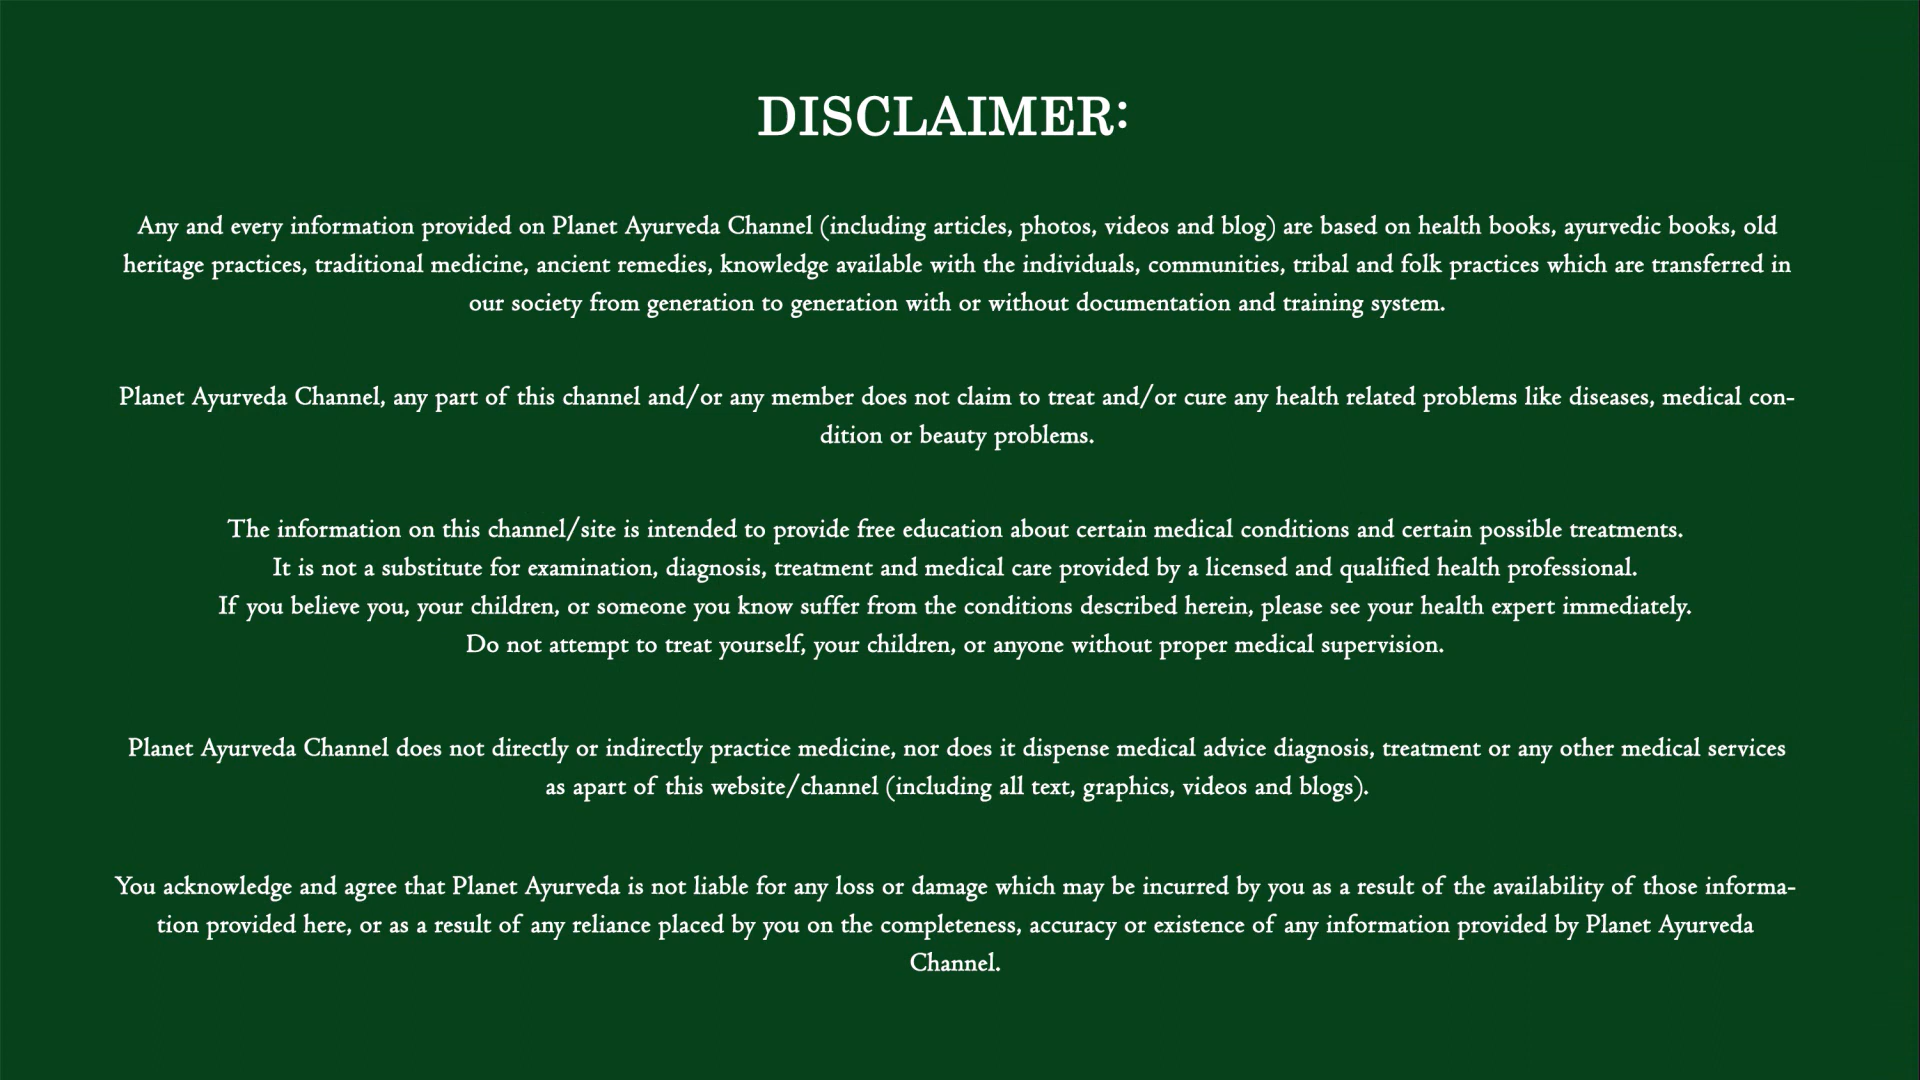 DISCLAIMER:
Any and every information provided on Planet Ayurveda Channel (including articles, photos, videos and blog) are based on health books, ayurvedic books, old
heritage practices, traditional medicine, ancient remedies, knowledge available with the individuals, communities, tribal and folk practices which are transferred in
our society from generation to generation with or without documentation and training system.
Planet Ayurveda Channel, any part of this channel and/or any member does not claim to treat and/or cure any health related problems like diseases, medical con-
dition or beauty problems.
The information on this channel/site is intended to provide free education about certain medical conditions and certain possible treatments.
It is not a substitute for examination, diagnosis, treatment and medical care provided by a licensed and qualified health professional.
If you believe you, your children, or someone you know suffer from the conditions described herein, please see your health expert immediately.
Do not attempt to treat yourself, your children, or anyone without proper medical supervision.
Planet Ayurveda Channel does not directly or indirectly practice medicine, nor does it dispense medical advice diagnosis, treatment or any other medical services
as apart of this website/channel (including all text, graphics, videos and blogs).
You acknowledge and agree that Planet Ayurveda is not liable for any loss or damage which may be incurred by you as a result of the availability of those informa-
tion provided here, or as a result of any reliance placed by you on the completeness, accuracy or existence of any information provided by Planet Ayurveda
Channel.